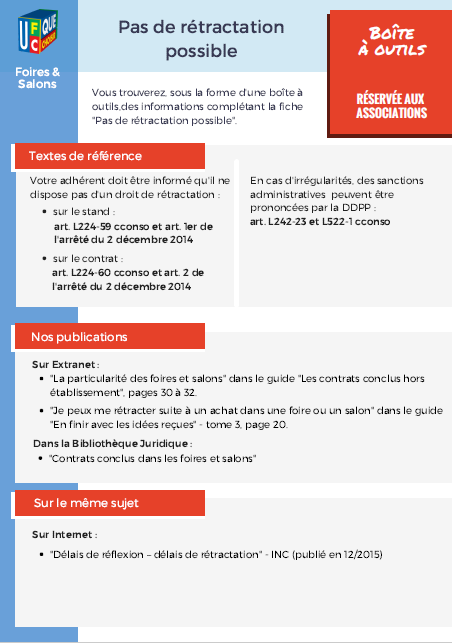 UFC QUE CHOISIR
Foires &
Salons
Pas de rétractation
possible
BOÎTE
À OUTILS
RÉSERVÉE AUX
ASSOCIATIONS
Vous trouverez, sous la forme d'une boîte à
outils,des informations complétant la fiche
"Pas de rétractation possible".
Textes de référence
Votre adhérent doit être informé qu'il ne
dispose pas d'un droit de rétractation :
• sur le stand :
art. L224-59 cconso et art. 1er de
l'arrêté du 2 décembre 2014
• sur le contrat :
art. L224-60 cconso et art. 2 de
l'arrêté du 2 décembre 2014
En cas d'irrégularités, des sanctions
administratives peuvent être
prononcées par la DDPP :
art. L242-23 et L522-1 cconso
Nos publications
Sur Extranet :
• "La particularité des foires et salons" dans le guide "Les contrats conclus hors
établissement", pages 30 à 32.
• "Je peux me rétracter suite à un achat dans une foire ou un salon" dans le guide
"En finir avec les idées reçues" - tome 3, page 20.
Dans la Bibliothèque Juridique :
• "Contrats conclus dans les foires et salons"
Sur le même sujet
Sur Internet :
• "Délais de réflexion – délais de rétractation" - INC (publié en 12/2015)